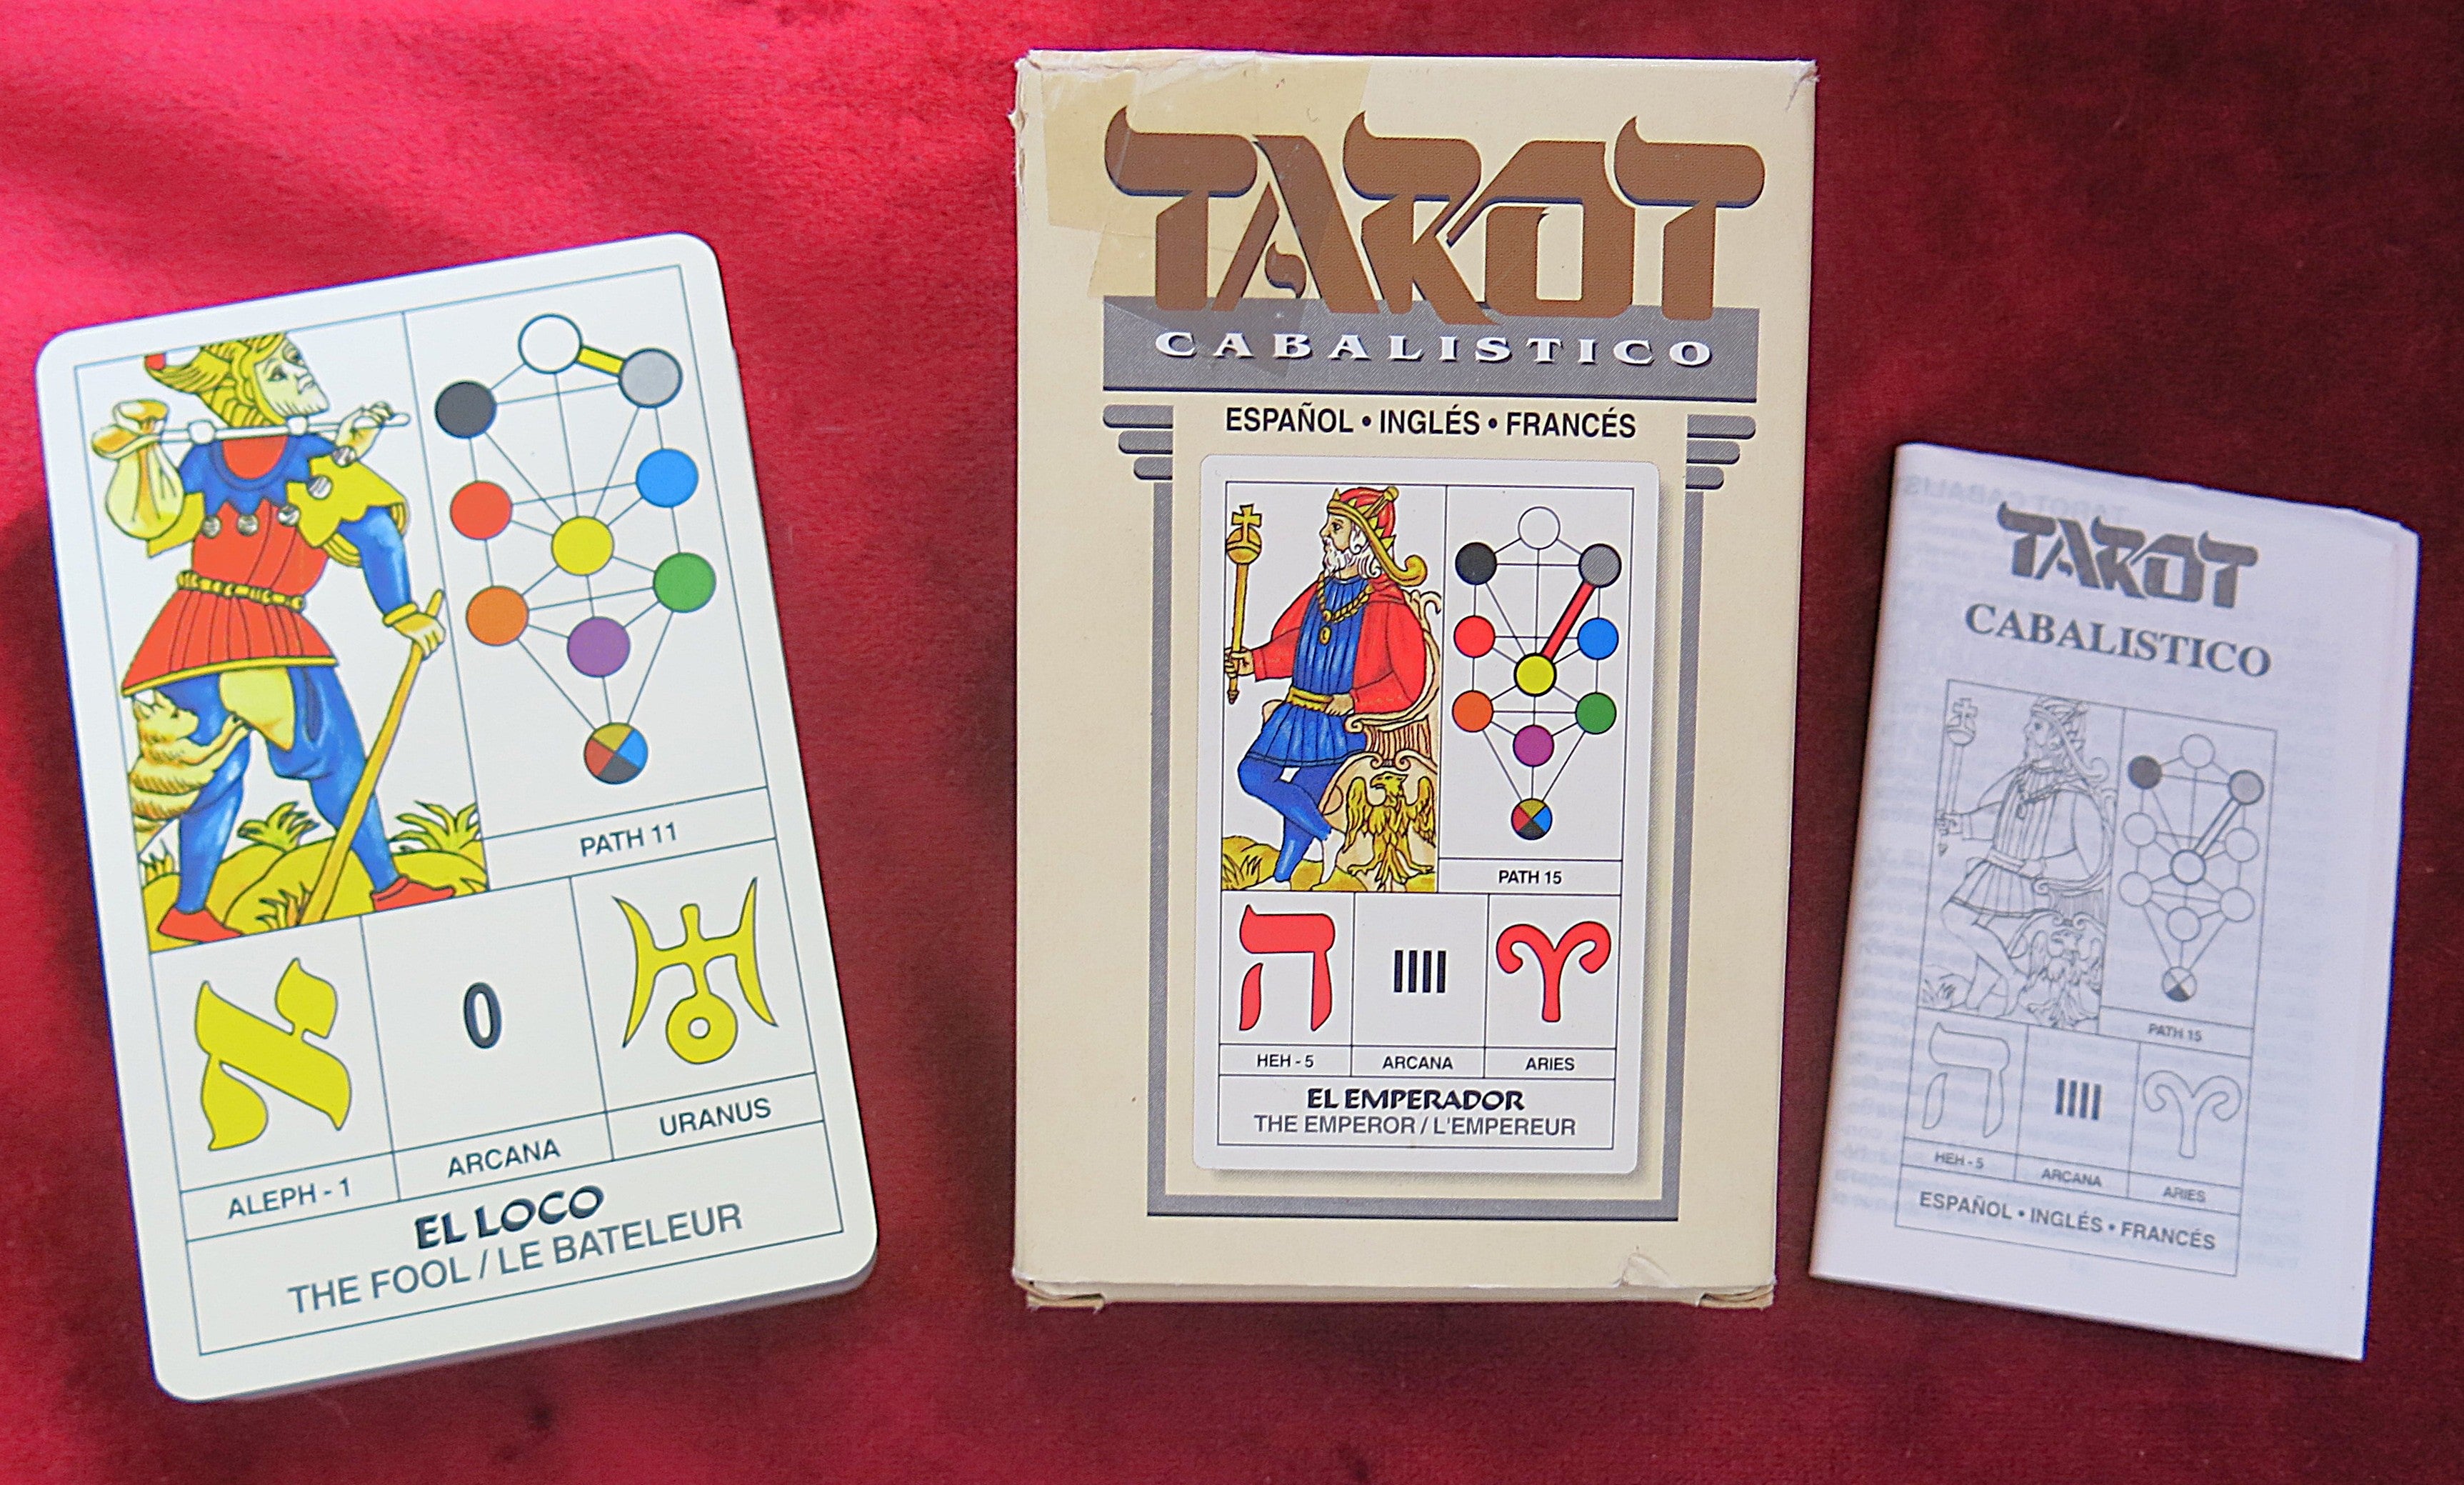 PATH 11
א
0
ALEPH - 1
ARCANA
URANUS
EL LOCO
THE FOOL / LE BATELEUR
TAROT
CABALISTICO
ESPAÑOL • INGLÉS • FRANCÉS
PATH 15
ה
IIII
HEH - 5
ARCANA
ARIES
EL EMPERADOR
THE EMPEROR / L'EMPEREUR
TAROT
CABALISTICO
PATH 15
ה
IIII
HEH - 5
ARCANA
ARIES
ESPAÑOL • INGLÉS • FRANCÉS